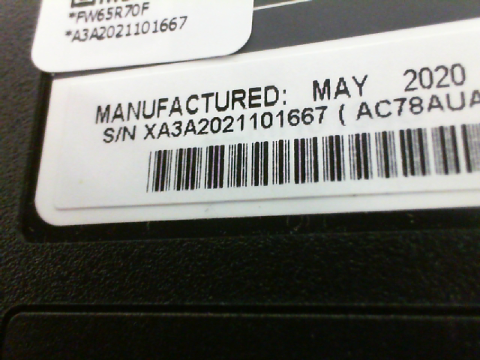 *FW65R70F
*A3A2021101667
MANUFACTURED: MAY 2020
S/N XA3A2021101667 ( AC78AUA